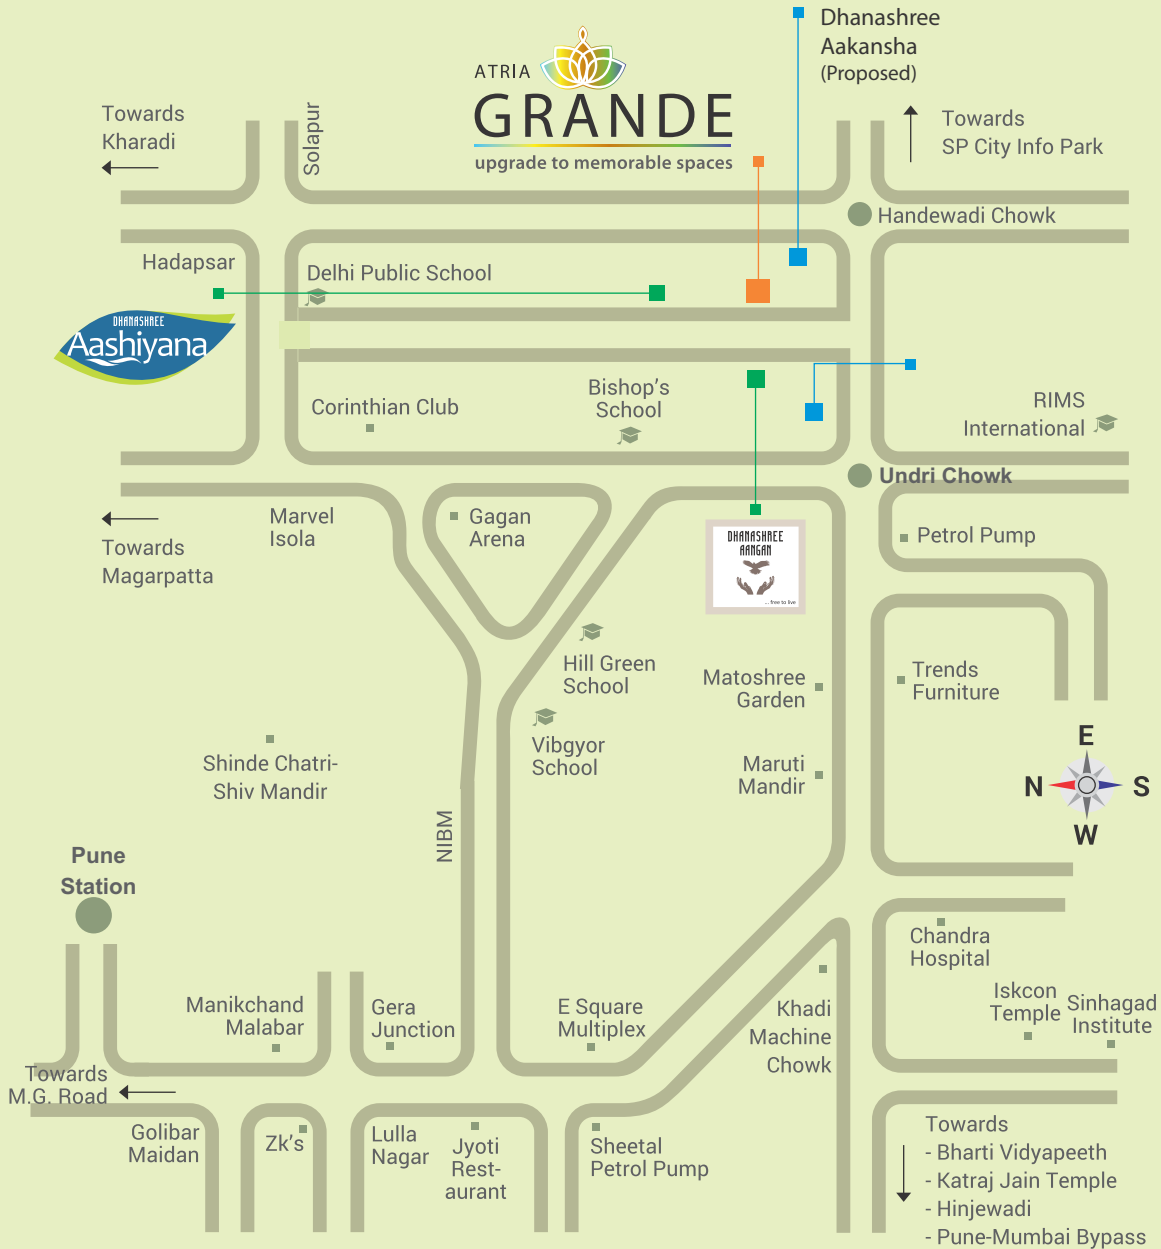 Dhanashree
Aakansha
(Proposed)
ATRIA
GRANDE
upgrade to memorable spaces
Towards
Kharadi
Solapur
Towards
SP City Info Park
Handewadi Chowk
Hadapsar
Delhi Public School
DHANASHREE
Aashiyana
Corinthian Club
Bishop's
School
RIMS
International
Undri Chowk
Marvel
Isola
Gagan
Arena
Towards
Magarpatta
DHANASHREE
AANGAN
...free to live
Petrol Pump
Hill Green
School
Matoshree
Garden
Trends
Furniture
Vibgyor
School
Maruti
Mandir
Shinde Chatri-
Shiv Mandir
E
N
S
W
NIBM
Pune
Station
Chandra
Hospital
Manikchand
Malabar
Gera
Junction
E Square
Multiplex
Khadi
Machine
Chowk
Iskcon
Temple
Sinhagad
Institute
Towards
M.G. Road
Golibar
Maidan
Zk's
Lulla
Nagar
Jyoti
Rest-
aurant
Sheetal
Petrol Pump
Towards
- Bharti Vidyapeeth
- Katraj Jain Temple
- Hinjewadi
- Pune-Mumbai Bypass